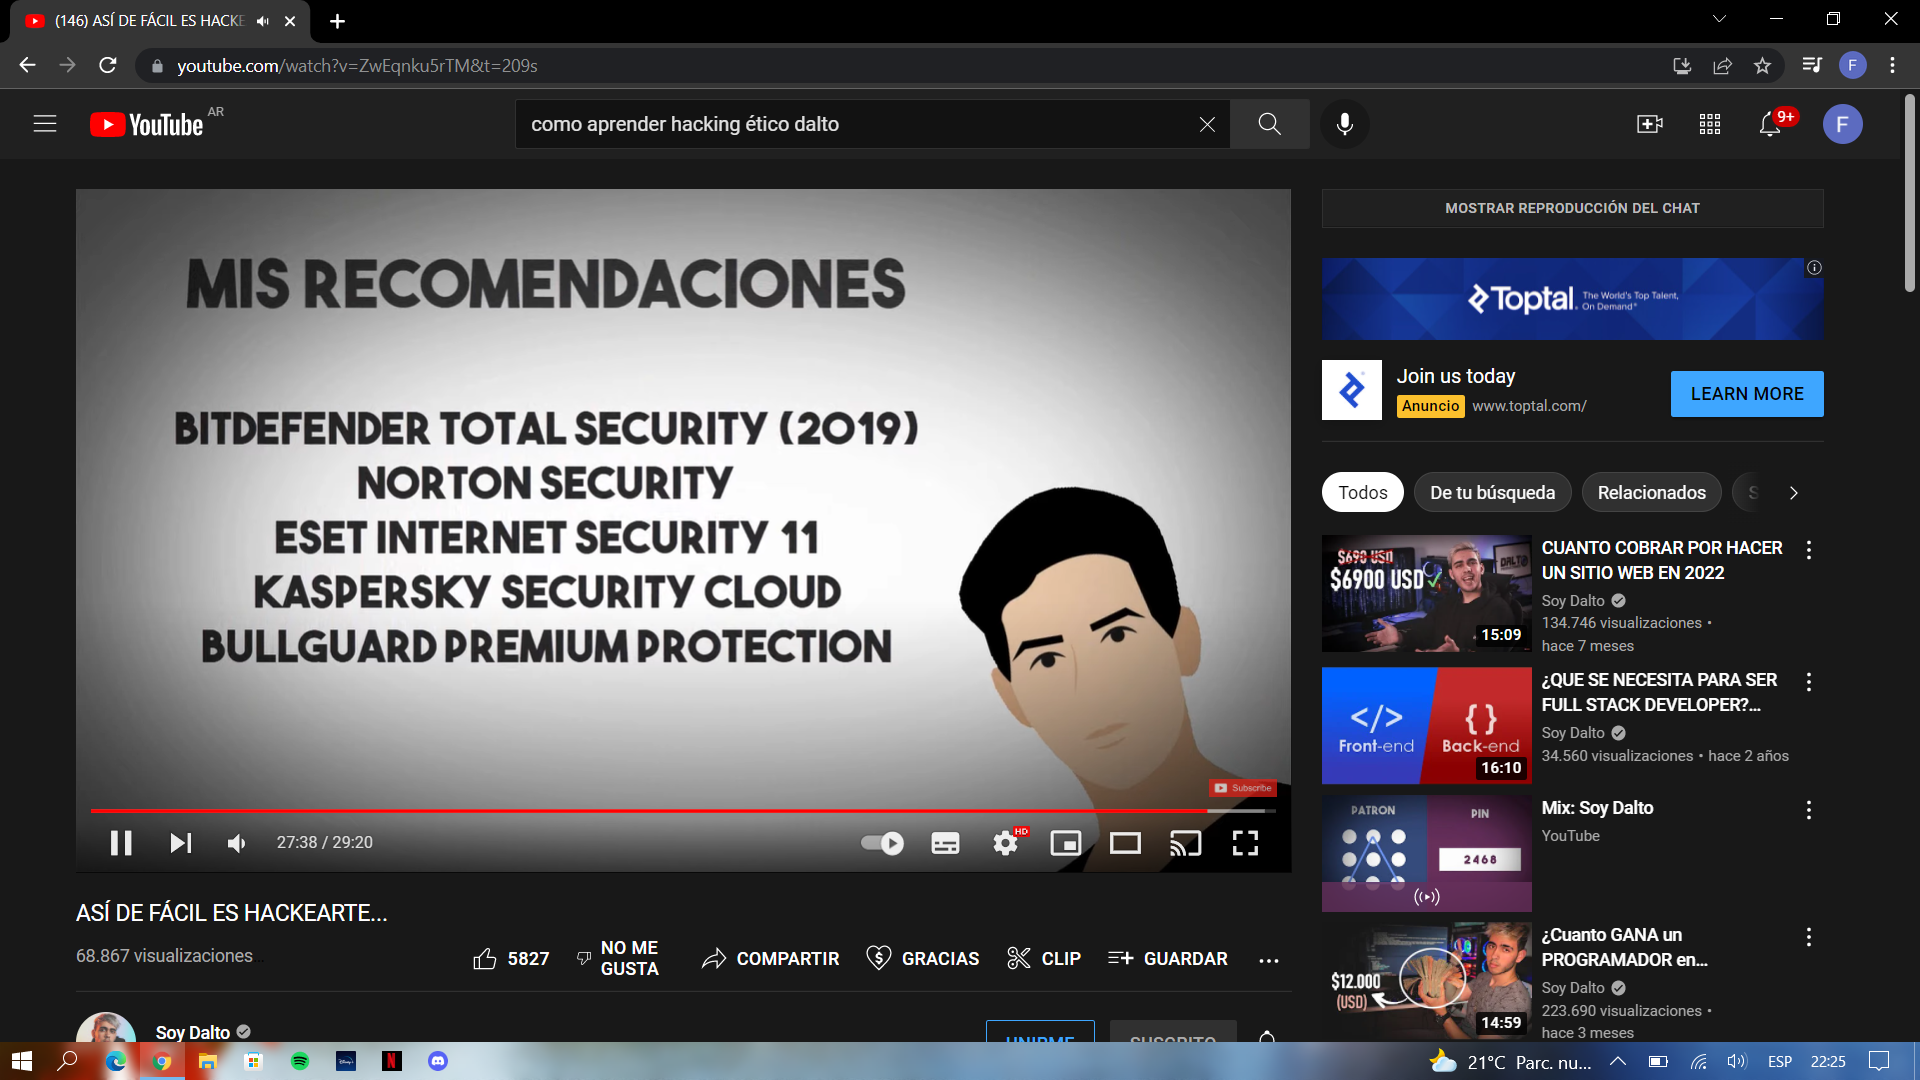 (146) ASÍ DE FÁCIL ES HACKE
youtube.com/watch?v=ZwEqnku5rTM&t=209s
F
YouTube AR
como aprender hacking ético dalto
9+
F
MIS RECOMENDACIONES
BITDEFENDER TOTAL SECURITY (2019)
NORTON SECURITY
ESET INTERNET SECURITY 11
KASPERSKY SECURITY CLOUD
BULLGUARD PREMIUM PROTECTION
Subscribe
27:38 / 29:20
HD
ASÍ DE FÁCIL ES HACKEARTE...
68.867 visualizaciones
5827
NO ME GUSTA
COMPARTIR
GRACIAS
CLIP
GUARDAR
Soy Dalto
UNIRME
SUSCRITO
MOSTRAR REPRODUCCIÓN DEL CHAT
Toptal. The World's Top Talent,
On Demand
Join us today
Anuncio www.toptal.com/
LEARN MORE
Todos
De tu búsqueda
Relacionados
S
$690 USD
$6900 USD
DALTO
15:09
CUANTO COBRAR POR HACER
UN SITIO WEB EN 2022
Soy Dalto
134.746 visualizaciones •
hace 7 meses
</>
Front-end
{ }
Back-end
16:10
¿QUE SE NECESITA PARA SER
FULL STACK DEVELOPER?...
Soy Dalto
34.560 visualizaciones • hace 2 años
PATRON
PIN
2468
Mix: Soy Dalto
YouTube
$12.000
(USD)
14:59
¿Cuanto GANA un
PROGRAMADOR en...
Soy Dalto
223.690 visualizaciones •
hace 3 meses
Disney+
N
21°C Parc. nu...
ESP
22:25